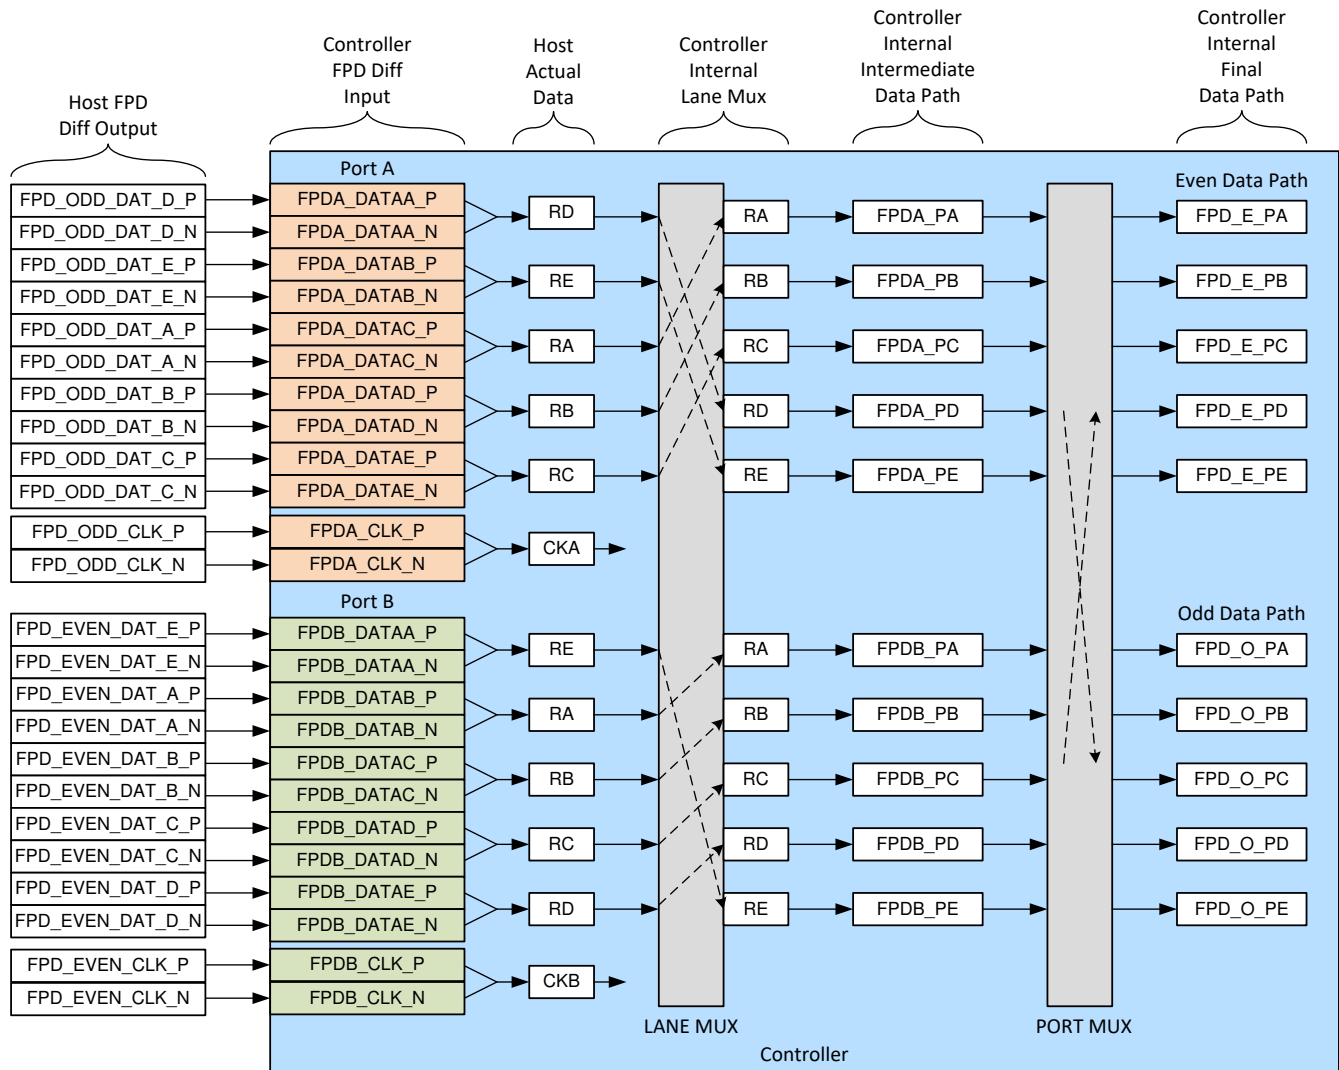 Host FPD
Diff Output
Controller
FPD Diff
Input
Host
Actual
Data
Controller
Internal
Lane Mux
Controller
Internal
Intermediate
Data Path
Controller
Internal
Final
Data Path
Port A
Even Data Path
FPD_ODD_DAT_D_P
FPD_ODD_DAT_D_N
FPD_ODD_DAT_E_P
FPD_ODD_DAT_E_N
FPD_ODD_DAT_A_P
FPD_ODD_DAT_A_N
FPD_ODD_DAT_B_P
FPD_ODD_DAT_B_N
FPD_ODD_DAT_C_P
FPD_ODD_DAT_C_N
FPD_ODD_CLK_P
FPD_ODD_CLK_N
FPDA_DATAA_P
FPDA_DATAA_N
FPDA_DATAB_P
FPDA_DATAB_N
FPDA_DATAC_P
FPDA_DATAC_N
FPDA_DATAD_P
FPDA_DATAD_N
FPDA_DATAE_P
FPDA_DATAE_N
FPDA_CLK_P
FPDA_CLK_N
RD
RE
RA
RB
RC
CKA
RA
RB
RC
RD
RE
FPDA_PA
FPDA_PB
FPDA_PC
FPDA_PD
FPDA_PE
FPD_E_PA
FPD_E_PB
FPD_E_PC
FPD_E_PD
FPD_E_PE
Port B
Odd Data Path
FPD_EVEN_DAT_E_P
FPD_EVEN_DAT_E_N
FPD_EVEN_DAT_A_P
FPD_EVEN_DAT_A_N
FPD_EVEN_DAT_B_P
FPD_EVEN_DAT_B_N
FPD_EVEN_DAT_C_P
FPD_EVEN_DAT_C_N
FPD_EVEN_DAT_D_P
FPD_EVEN_DAT_D_N
FPD_EVEN_CLK_P
FPD_EVEN_CLK_N
FPDB_DATAA_P
FPDB_DATAA_N
FPDB_DATAB_P
FPDB_DATAB_N
FPDB_DATAC_P
FPDB_DATAC_N
FPDB_DATAD_P
FPDB_DATAD_N
FPDB_DATAE_P
FPDB_DATAE_N
FPDB_CLK_P
FPDB_CLK_N
RE
RA
RB
RC
RD
CKB
RA
RB
RC
RD
RE
FPDB_PA
FPDB_PB
FPDB_PC
FPDB_PD
FPDB_PE
FPD_O_PA
FPD_O_PB
FPD_O_PC
FPD_O_PD
FPD_O_PE
LANE MUX
PORT MUX
Controller